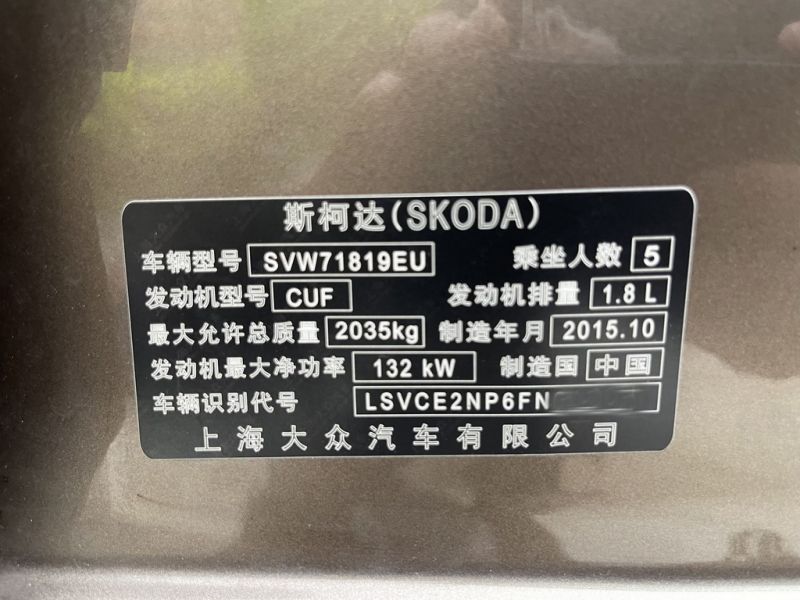 斯柯达(SKODA)
车辆型号 SVW71819EU 乘坐人数 5
发动机型号 CUF 发动机排量 1.8 L
最大允许总质量 2035kg 制造年月 2015.10
发动机最大净功率 132 kW 制造国 中国
车辆识别代号 LSVCE2NP6FN
上海大众汽车有限公司